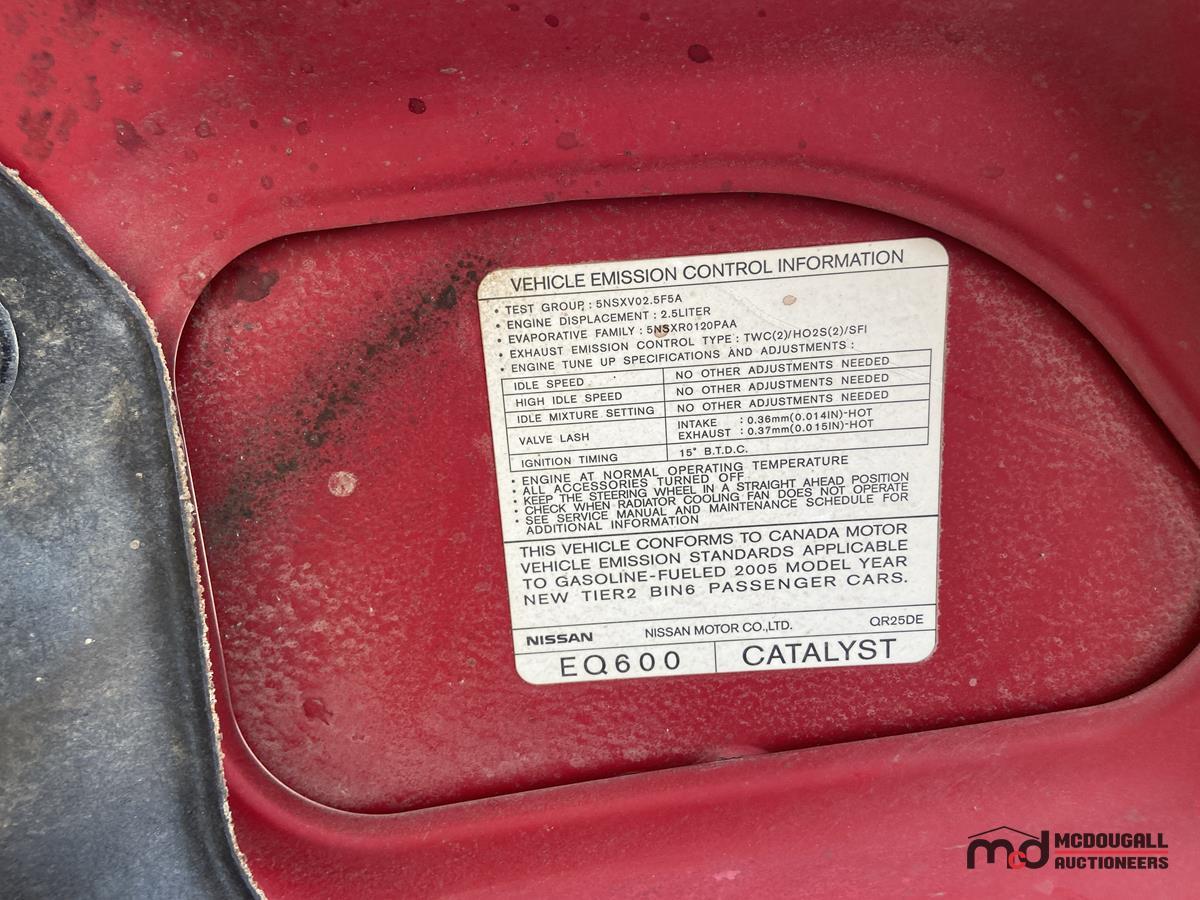 VEHICLE EMISSION CONTROL INFORMATION
• TEST GROUP : 5NSXV02.5F5A
• ENGINE DISPLACEMENT : 2.5LITER
• EVAPORATIVE FAMILY : 5NSXR0120PAA
• EXHAUST EMISSION CONTROL TYPE : TWC(2)/HO2S(2)/SFI
• ENGINE TUNE UP SPECIFICATIONS AND ADJUSTMENTS :
IDLE SPEED NO OTHER ADJUSTMENTS NEEDED
HIGH IDLE SPEED NO OTHER ADJUSTMENTS NEEDED
IDLE MIXTURE SETTING NO OTHER ADJUSTMENTS NEEDED
VALVE LASH INTAKE : 0.36mm(0.014IN)-HOT
EXHAUST : 0.37mm(0.015IN)-HOT
IGNITION TIMING 15° B.T.D.C.
• ENGINE AT NORMAL OPERATING TEMPERATURE
• ALL ACCESSORIES TURNED OFF
• KEEP THE STEERING WHEEL IN A STRAIGHT AHEAD POSITION
• CHECK WHEN RADIATOR COOLING FAN DOES NOT OPERATE
• SEE SERVICE MANUAL AND MAINTENANCE SCHEDULE FOR
ADDITIONAL INFORMATION
THIS VEHICLE CONFORMS TO CANADA MOTOR
VEHICLE EMISSION STANDARDS APPLICABLE
TO GASOLINE-FUELED 2005 MODEL YEAR
NEW TIER2 BIN6 PASSENGER CARS.
NISSAN NISSAN MOTOR CO.,LTD. QR25DE
EQ600 CATALYST
mcd MCDOUGALL
AUCTIONEERS